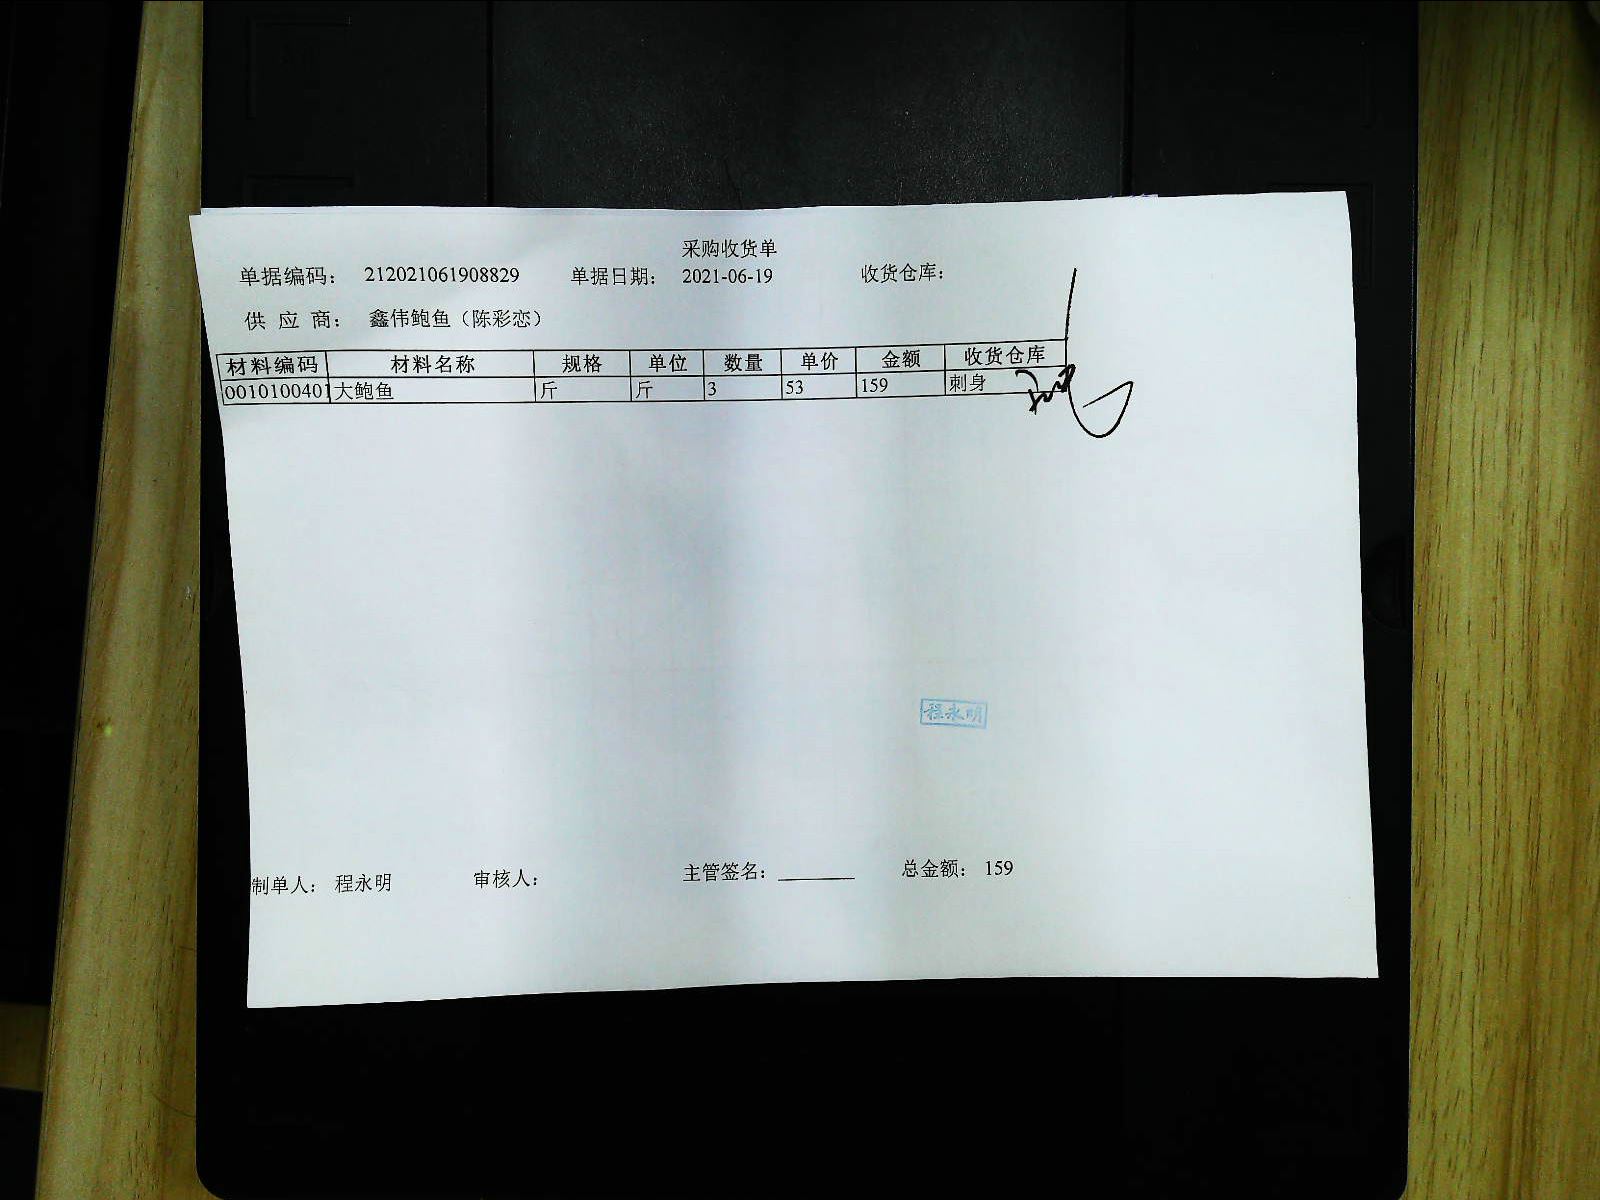 采购收货单
单据编码： 212021061908829 单据日期： 2021-06-19 收货仓库：
供 应 商： 鑫伟鲍鱼（陈彩恋）
材料编码 材料名称 规格 单位 数量 单价 金额 收货仓库
0010100401 大鲍鱼 斤 斤 3 53 159 刺身
程永明
制单人： 程永明 审核人： 主管签名： 总金额： 159